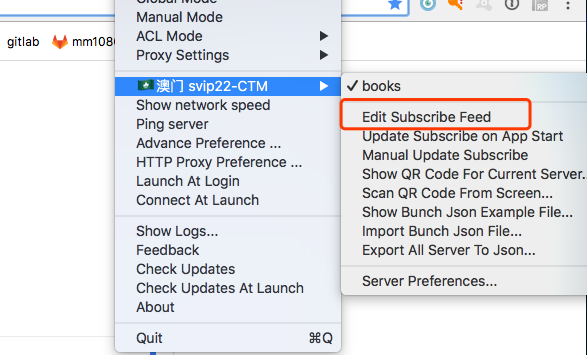 Global Mode
Manual Mode
ACL Mode
Proxy Settings
gitlab
mm1086
澳门 svip22-CTM
Show network speed
Ping server
Advance Preference ...
HTTP Proxy Preference ...
Launch At Login
Connect At Launch
Show Logs...
Feedback
Check Updates
Check Updates At Launch
About
Quit
⌘Q
✓ books
Edit Subscribe Feed
Update Subscribe on App Start
Manual Update Subscribe
Show QR Code For Current Server...
Scan QR Code From Screen...
Show Bunch Json Example File...
Import Bunch Json File...
Export All Server To Json...
Server Preferences...
RP